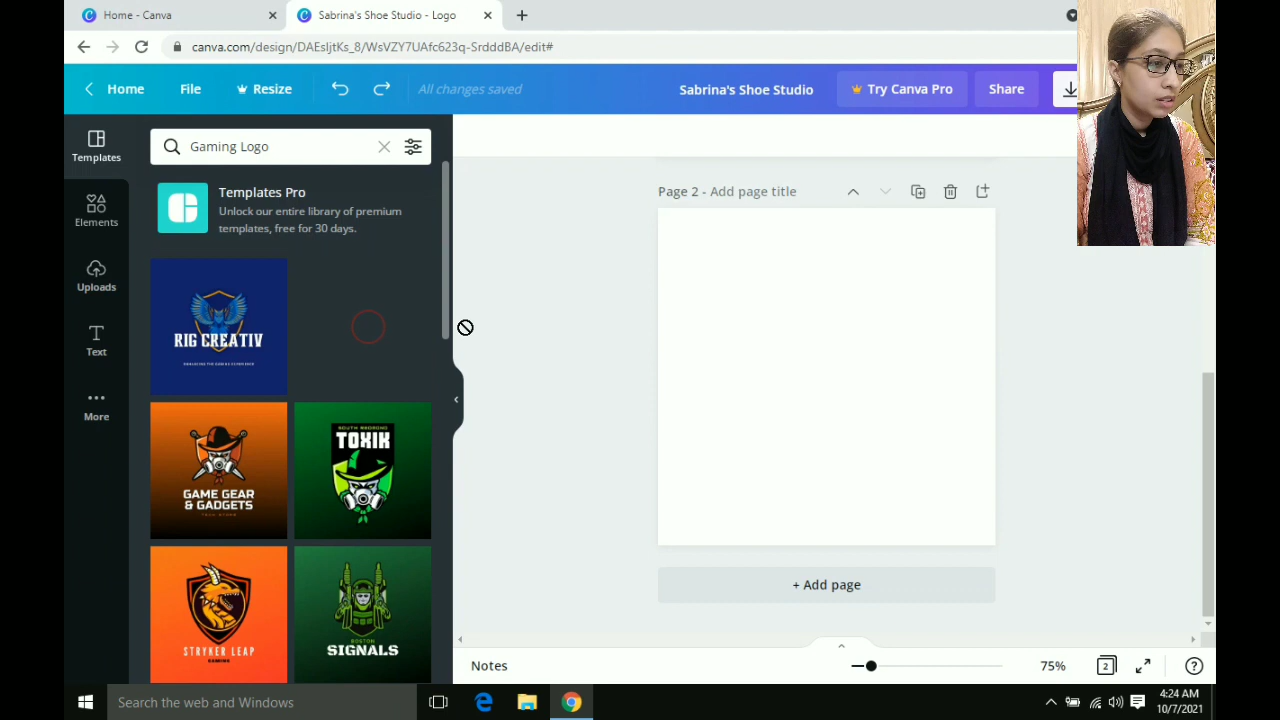 Home - Canva
Sabrina's Shoe Studio - Logo
canva.com/design/DAEsIjtKs_8/WsVZY7UAfc623q-SrdddBA/edit#
Home
File
Resize
All changes saved
Sabrina's Shoe Studio
Try Canva Pro
Share
Templates
Elements
Uploads
Text
More
Gaming Logo
Templates Pro
Unlock our entire library of premium
templates, free for 30 days.
RIG CREATIV
GAME GEAR
& GADGETS
TOXIK
STRYKER LEAP
GAMING
BOSTON
SIGNALS
Page 2 - Add page title
+ Add page
Notes
75%
2
Search the web and Windows
4:24 AM
10/7/2021